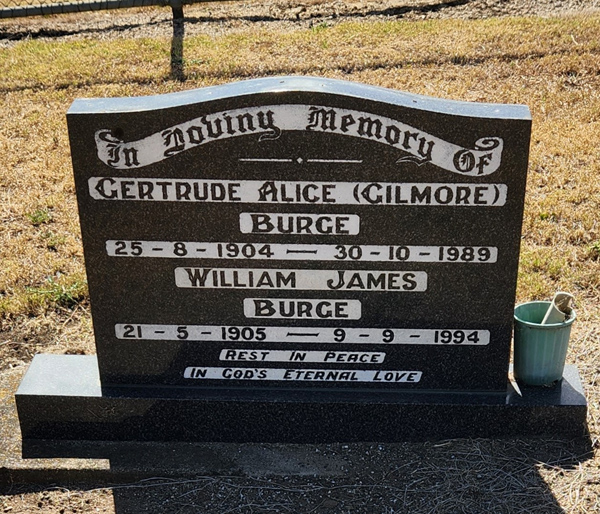 In Loving Memory Of
GERTRUDE ALICE (GILMORE)
BURGE
25 - 8 - 1904 — 30 - 10 - 1989
WILLIAM JAMES
BURGE
21 - 5 - 1905 — 9 - 9 - 1994
REST IN PEACE
IN GOD'S ETERNAL LOVE